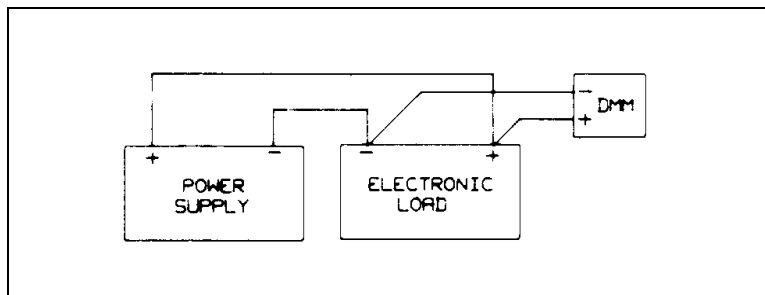 -
DMM
+
+ -
- +
POWER
SUPPLY
ELECTRONIC
LOAD